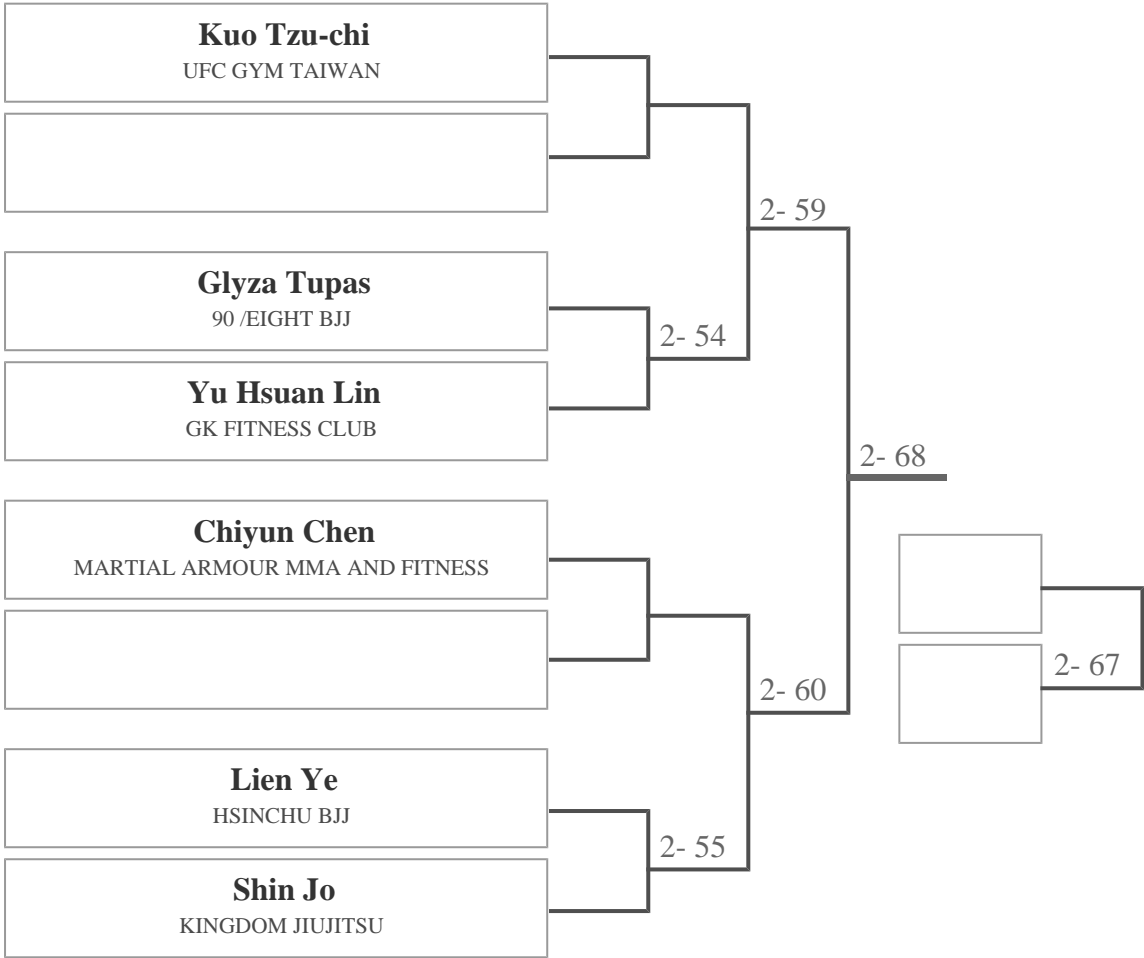 Kuo Tzu-chi
UFC GYM TAIWAN
2- 59
Glyza Tupas
90 /EIGHT BJJ
2- 54
Yu Hsuan Lin
GK FITNESS CLUB
2- 68
Chiyun Chen
MARTIAL ARMOUR MMA AND FITNESS
2- 67
2- 60
Lien Ye
HSINCHU BJJ
2- 55
Shin Jo
KINGDOM JIUJITSU